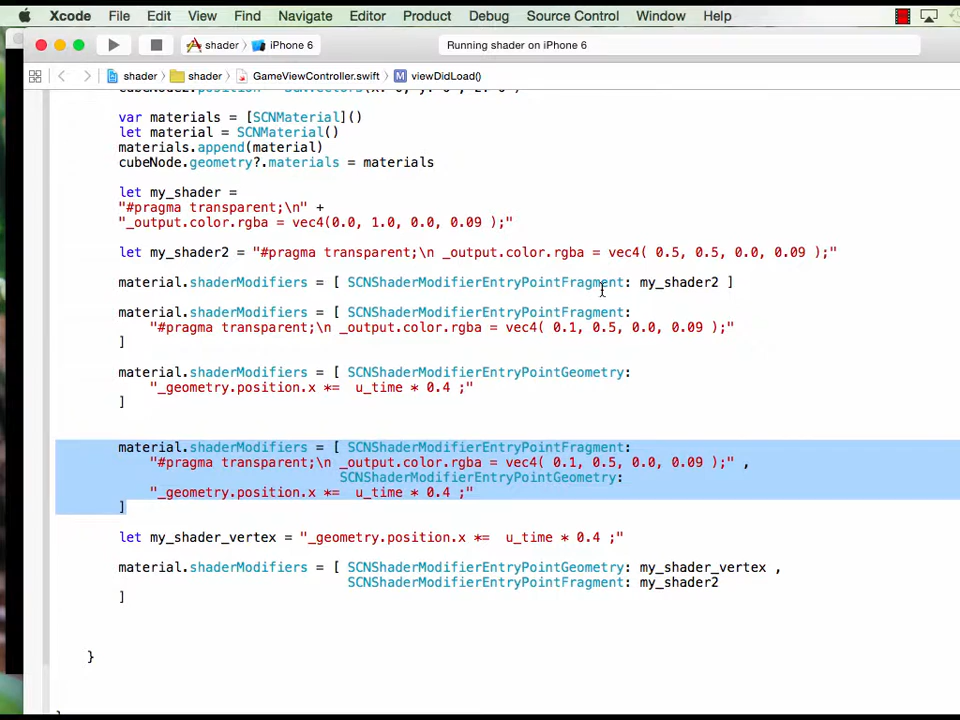 Xcode File Edit View Find Navigate Editor Product Debug Source Control Window Help
shader iPhone 6 Running shader on iPhone 6
shader shader GameViewController.swift M viewDidLoad()
var materials = [SCNMaterial]()
let material = SCNMaterial()
materials.append(material)
cubeNode.geometry?.materials = materials
let my_shader =
"#pragma transparent;\n" +
"_output.color.rgba = vec4(0.0, 1.0, 0.0, 0.09 );"
let my_shader2 = "#pragma transparent;\n _output.color.rgba = vec4( 0.5, 0.5, 0.0, 0.09 );"
material.shaderModifiers = [ SCNShaderModifierEntryPointFragment: my_shader2 ]
material.shaderModifiers = [ SCNShaderModifierEntryPointFragment:
"#pragma transparent;\n _output.color.rgba = vec4( 0.1, 0.5, 0.0, 0.09 );"
]
material.shaderModifiers = [ SCNShaderModifierEntryPointGeometry:
"_geometry.position.x *=  u_time * 0.4 ;"
]
material.shaderModifiers = [ SCNShaderModifierEntryPointFragment:
"#pragma transparent;\n _output.color.rgba = vec4( 0.1, 0.5, 0.0, 0.09 );" ,
SCNShaderModifierEntryPointGeometry:
"_geometry.position.x *=  u_time * 0.4 ;"
]
let my_shader_vertex = "_geometry.position.x *=  u_time * 0.4 ;"
material.shaderModifiers = [ SCNShaderModifierEntryPointGeometry: my_shader_vertex ,
SCNShaderModifierEntryPointFragment: my_shader2
]
}